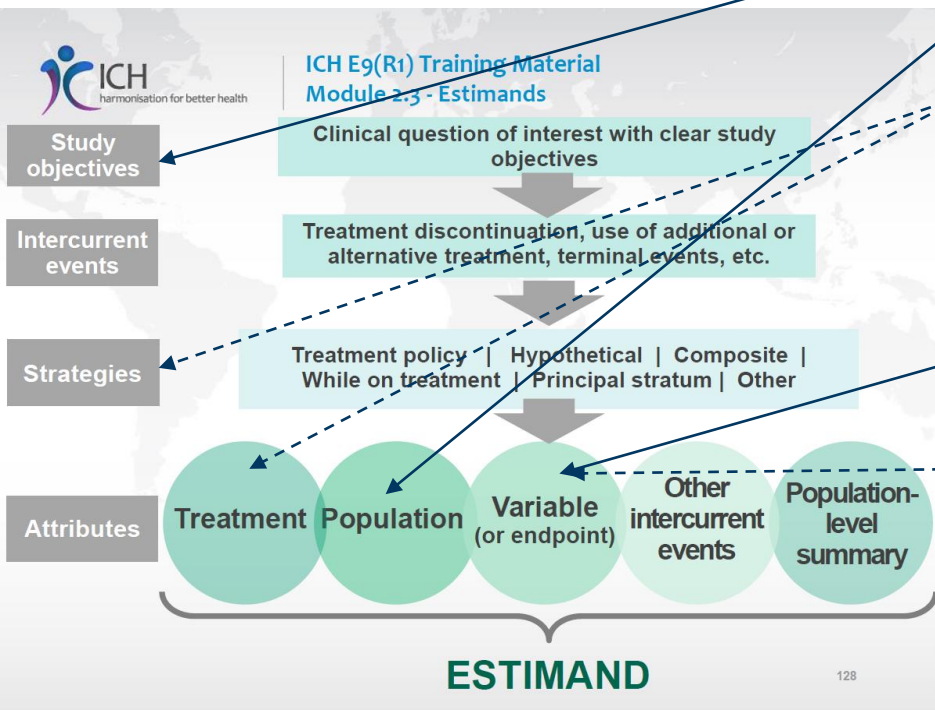 ICH
harmonisation for better health
ICH E9(R1) Training Material
Module 2.3 - Estimands
Study
objectives
Clinical question of interest with clear study
objectives
Intercurrent
events
Treatment discontinuation, use of additional or
alternative treatment, terminal events, etc.
Strategies
Treatment policy | Hypothetical | Composite |
While on treatment | Principal stratum | Other
Attributes
Treatment
Population
Variable
(or endpoint)
Other
intercurrent
events
Population-
level
summary
ESTIMAND
128